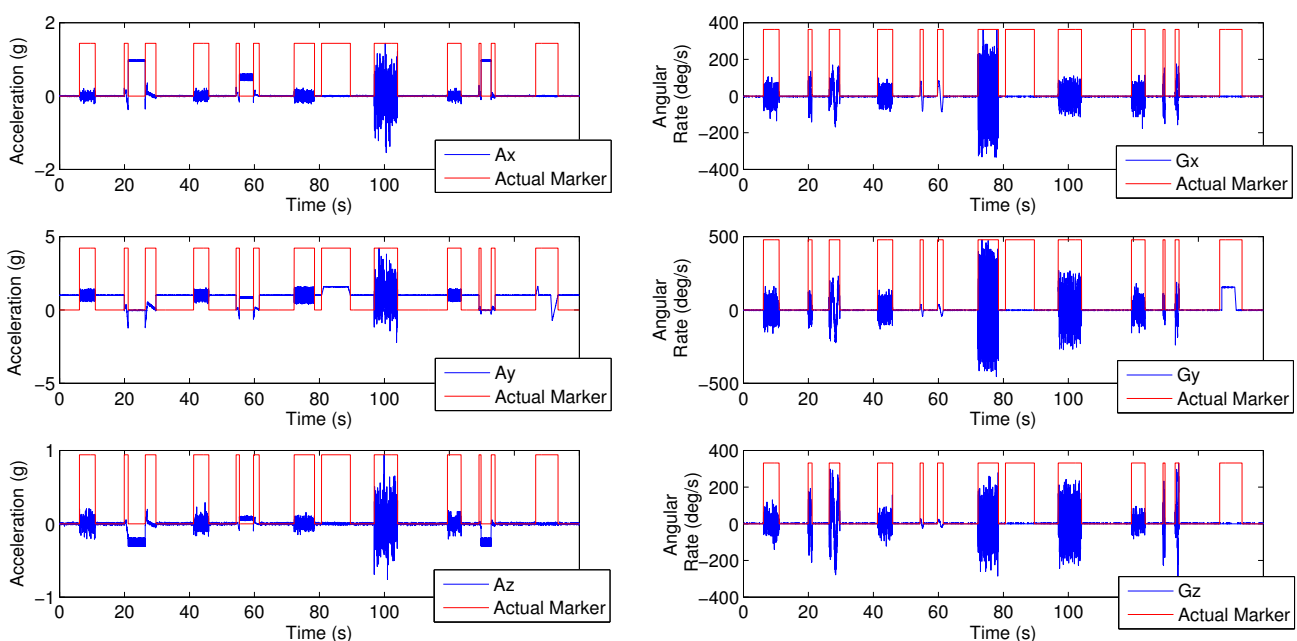 2
400
Acceleration (g)
0
−2
Ax
Actual Marker
0 20 40 60 80 100
Time (s)
Angular
Rate (deg/s)
200
0
−200
−400
Gx
Actual Marker
0 20 40 60 80 100
Time (s)
Acceleration (g)
5
0
−5
Ay
Actual Marker
0 20 40 60 80 100
Time (s)
Angular
Rate (deg/s)
500
0
−500
Gy
Actual Marker
0 20 40 60 80 100
Time (s)
Acceleration (g)
1
0
−1
Az
Actual Marker
0 20 40 60 80 100
Time (s)
Angular
Rate (deg/s)
400
200
0
−200
−400
Gz
Actual Marker
0 20 40 60 80 100
Time (s)